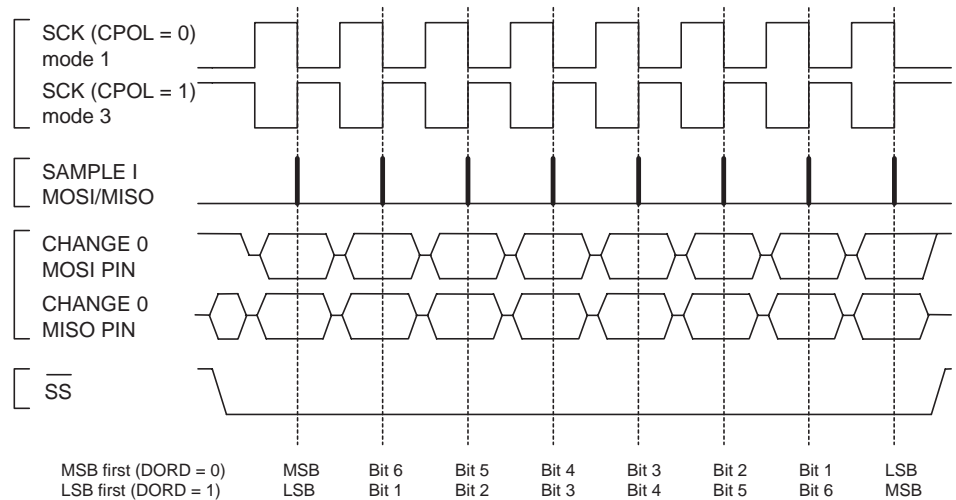 SCK (CPOL = 0)
mode 1
SCK (CPOL = 1)
mode 3
SAMPLE I
MOSI/MISO
CHANGE 0
MOSI PIN
CHANGE 0
MISO PIN
SS
MSB first (DORD = 0) MSB Bit 6 Bit 5 Bit 4 Bit 3 Bit 2 Bit 1 LSB
LSB first (DORD = 1) LSB Bit 1 Bit 2 Bit 3 Bit 4 Bit 5 Bit 6 MSB